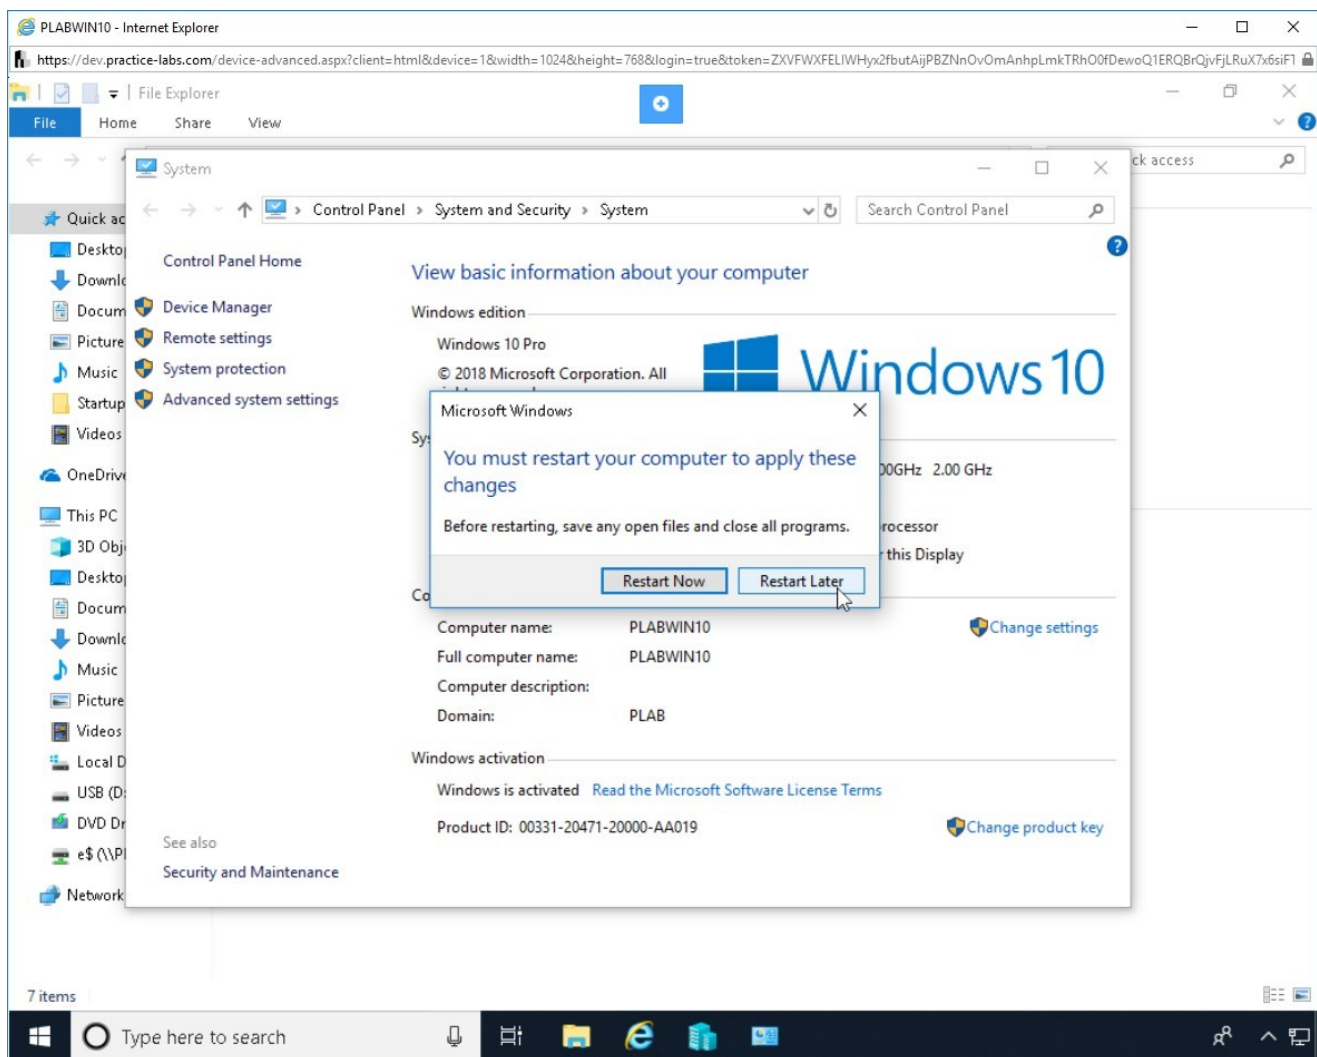 PLABWIN10 - Internet Explorer
https://dev.practice-labs.com/device-advanced.aspx?client=html&device=1&width=1024&height=768&login=true&token=
File Explorer
File Home Share View
ck access
System
Control Panel > System and Security > System
Search Control Panel
Quick ac
Control Panel Home
Device Manager
Remote settings
System protection
Advanced system settings
View basic information about your computer
Windows edition
Windows 10 Pro
© 2018 Microsoft Corporation. All
Windows 10
Desktop
Downlo
Docum
Picture
Music
Startup
Videos
OneDrive
This PC
3D Obj
Desktop
Docum
Downlo
Music
Picture
Videos
Local D
USB (D:
DVD Dr
e$ (\\Pl
Network
Sy
00GHz 2.00 GHz
rocessor
r this Display
Microsoft Windows
You must restart your computer to apply these
changes
Before restarting, save any open files and close all programs.
Restart Now Restart Later
Co
Computer name: PLABWIN10
Change settings
Full computer name: PLABWIN10
Computer description:
Domain: PLAB
Windows activation
Windows is activated Read the Microsoft Software License Terms
Product ID: 00331-20471-20000-AA019
Change product key
See also
Security and Maintenance
7 items
Type here to search